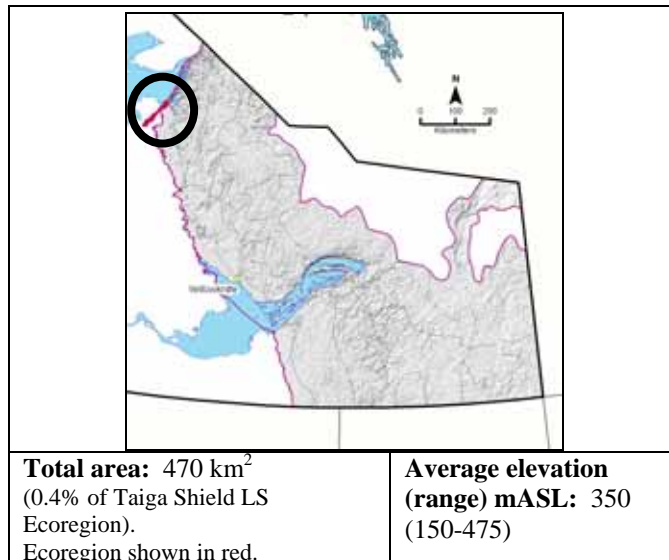 N
0 100 200
Kilometers
Yellowknife
Total area: 470 km2
(0.4% of Taiga Shield LS
Ecoregion).
Ecoregion shown in red.
Average elevation
(range) mASL: 350
(150-475)